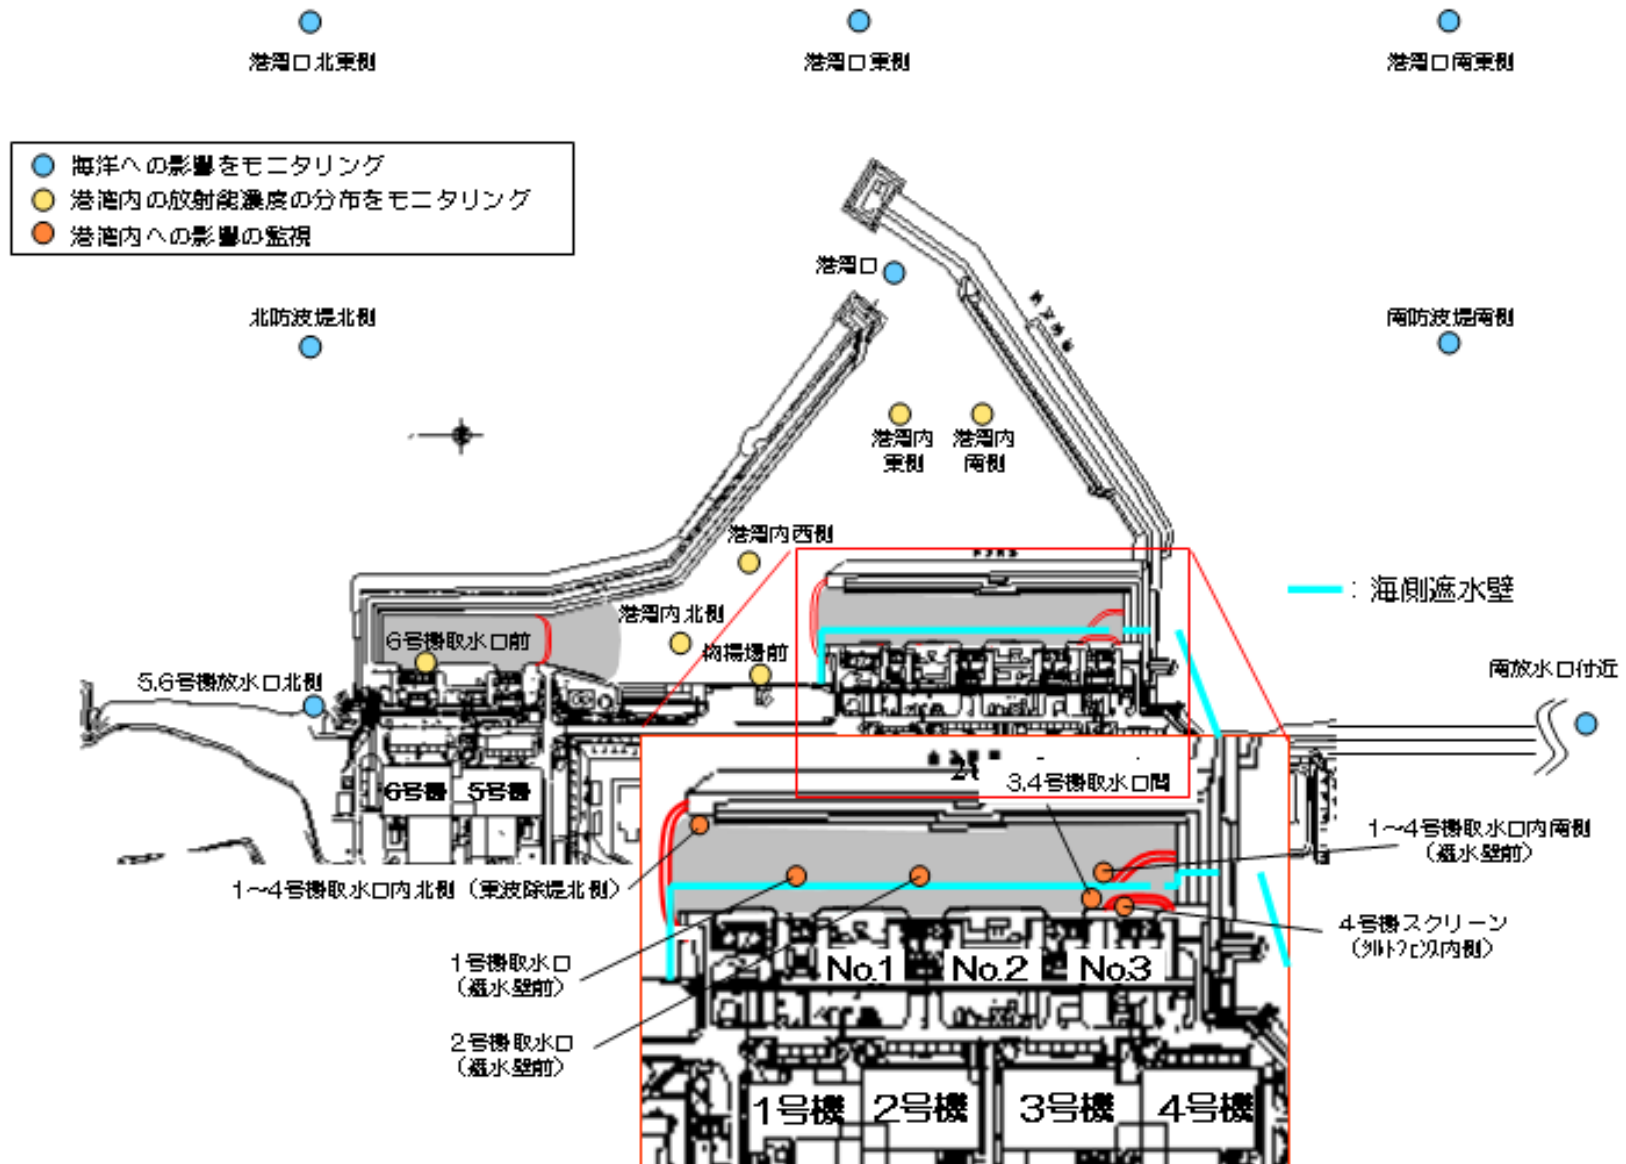 港湾口北東側
港湾口東側
港湾口南東側
海洋への影響をモニタリング
港湾内の放射能濃度の分布をモニタリング
港湾内への影響の監視
港湾口
北防波堤北側
南防波堤南側
港湾内
東側
港湾内
南側
港湾内西側
：海側遮水壁
港湾内北側
6号機取水口前
物揚場前
南放水口付近
5,6号機放水口北側
6号機
5号機
3,4号機取水口間
1～4号機取水口内南側
（遮水壁前）
1～4号機取水口内北側（東波除堤北側）
4号機スクリーン
（シルトフェンス内側）
1号機取水口
（遮水壁前）
No.1
No.2
No.3
2号機取水口
（遮水壁前）
1号機
2号機
3号機
4号機